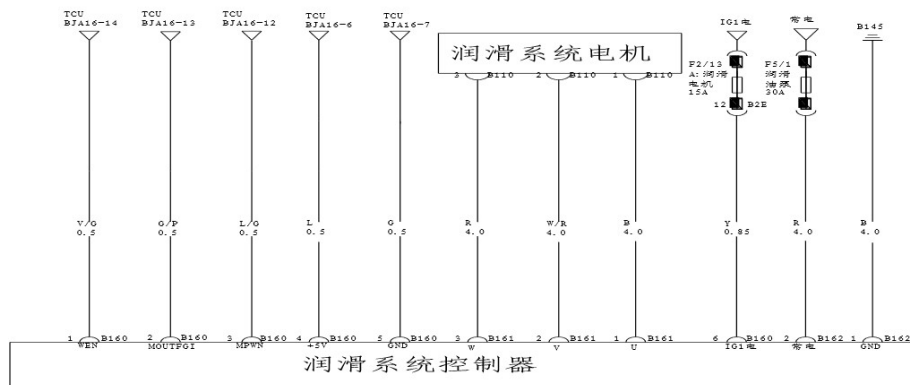 TCU
BJA16-14
TCU
BJA16-13
TCU
BJA16-12
TCU
BJA16-6
TCU
BJA16-7
IG1电
常电
B145
润滑系统电机
3 B110
2 B110
1 B110
F2/13
A:润滑
电机
15A
F5/1
润滑
油泵
30A
12 B2E
V/G
0.5
G/P
0.5
L/G
0.5
L
0.5
G
0.5
R
4.0
W/R
4.0
B
4.0
Y
0.85
R
4.0
B
4.0
1 B160
2 B160
3 B160
4 B160
5 B160
3 B161
2 B161
1 B161
6 B160
2 B162
1 B162
WEN
MOUTFGI
MPWN
+5V
GND
W
V
U
IG1电
常电
GND
润滑系统控制器